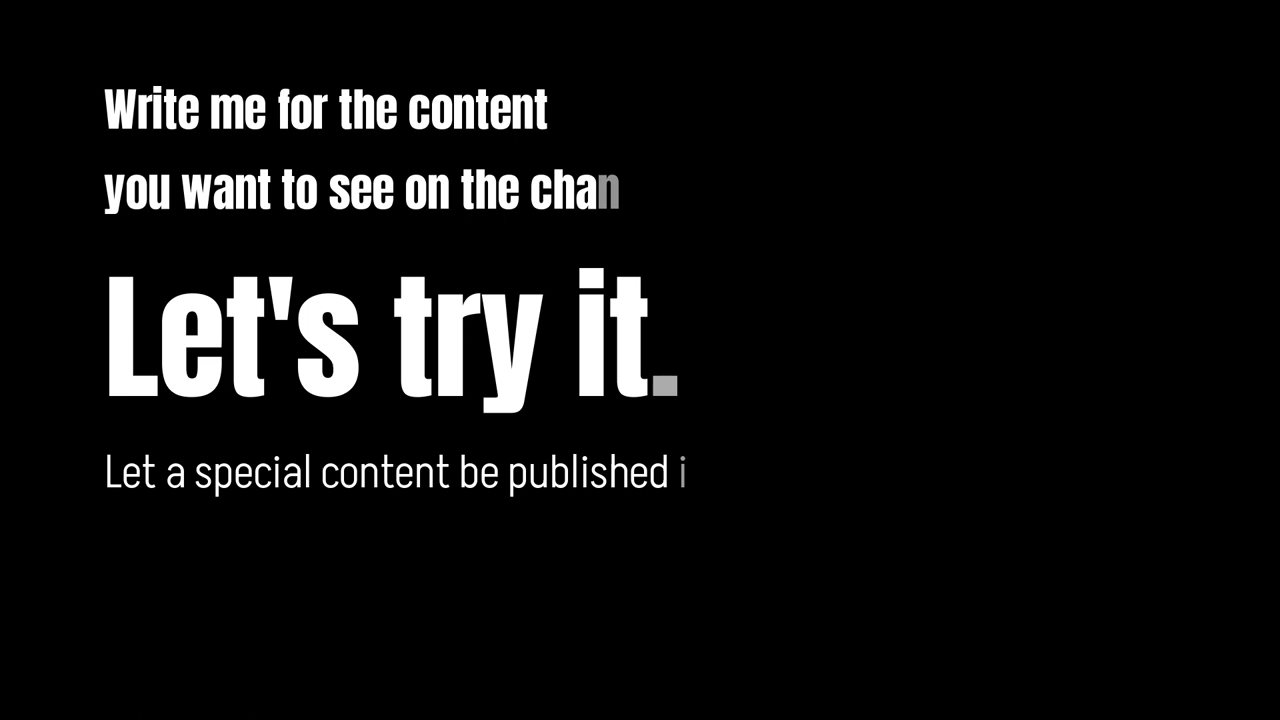 Write me for the content
you want to see on the chan
Let's try it.
Let a special content be published i